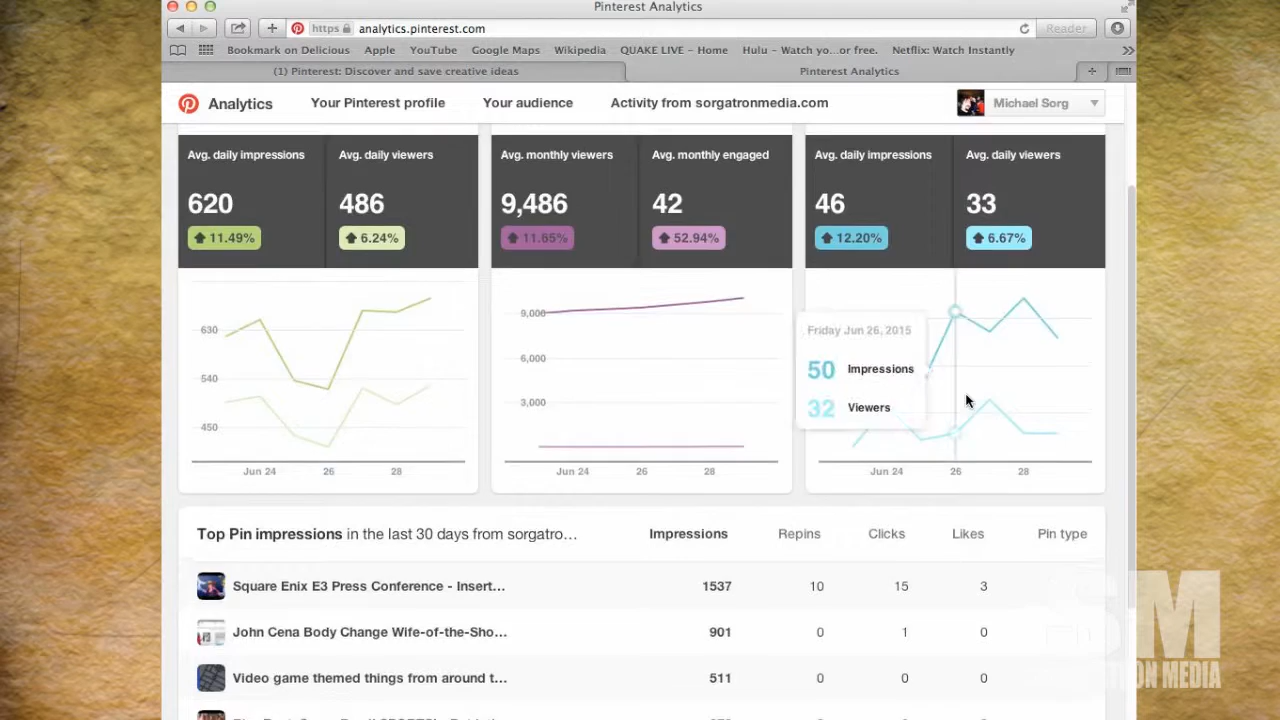 Pinterest Analytics
https analytics.pinterest.com Reader
Bookmark on Delicious Apple YouTube Google Maps Wikipedia QUAKE LIVE – Home Hulu – Watch yo...or free. Netflix: Watch Instantly
(1) Pinterest: Discover and save creative ideas Pinterest Analytics
Analytics Your Pinterest profile Your audience Activity from sorgatronmedia.com Michael Sorg
Avg. daily impressions Avg. daily viewers Avg. monthly viewers Avg. monthly engaged Avg. daily impressions Avg. daily viewers
620 486 9,486 42 46 33
11.49% 6.24% 11.65% 52.94% 12.20% 6.67%
630
540
450
Jun 24 26 28
9,000
6,000
3,000
Jun 24 26 28
Friday Jun 26, 2015
50 Impressions
32 Viewers
Jun 24 26 28
Top Pin impressions in the last 30 days from sorgatro... Impressions Repins Clicks Likes Pin type
Square Enix E3 Press Conference - Insert... 1537 10 15 3
John Cena Body Change Wife-of-the-Sho... 901 0 1 0
Video game themed things from around t... 511 0 0 0
M
ON MEDIA